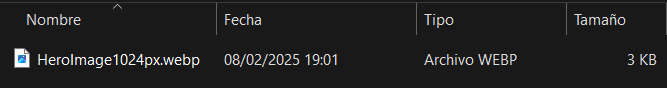 Nombre Fecha Tipo Tamaño
HeroImage1024px.webp 08/02/2025 19:01 Archivo WEBP 3 KB